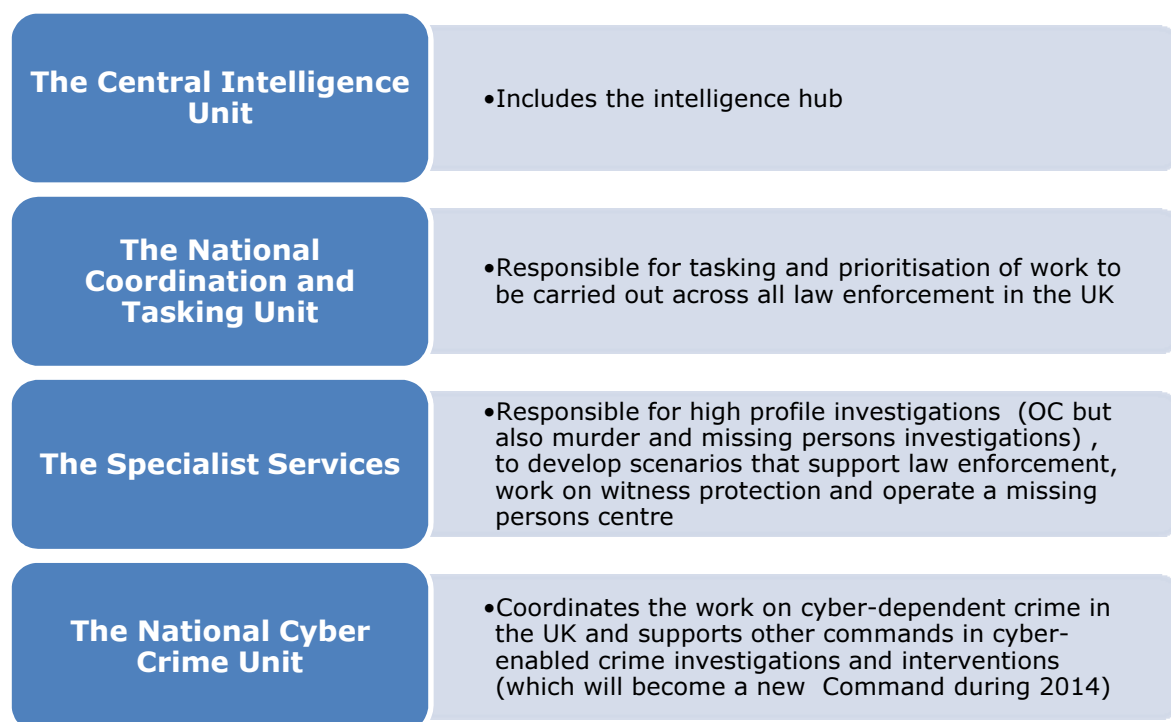 The Central Intelligence
Unit
•Includes the intelligence hub
The National
Coordination and
Tasking Unit
•Responsible for tasking and prioritisation of work to
be carried out across all law enforcement in the UK
The Specialist Services
•Responsible for high profile investigations  (OC but
also murder and missing persons investigations) ,
to develop scenarios that support law enforcement,
work on witness protection and operate a missing
persons centre
The National Cyber
Crime Unit
•Coordinates the work on cyber-dependent crime in
the UK and supports other commands in cyber-
enabled crime investigations and interventions
(which will become a new  Command during 2014)